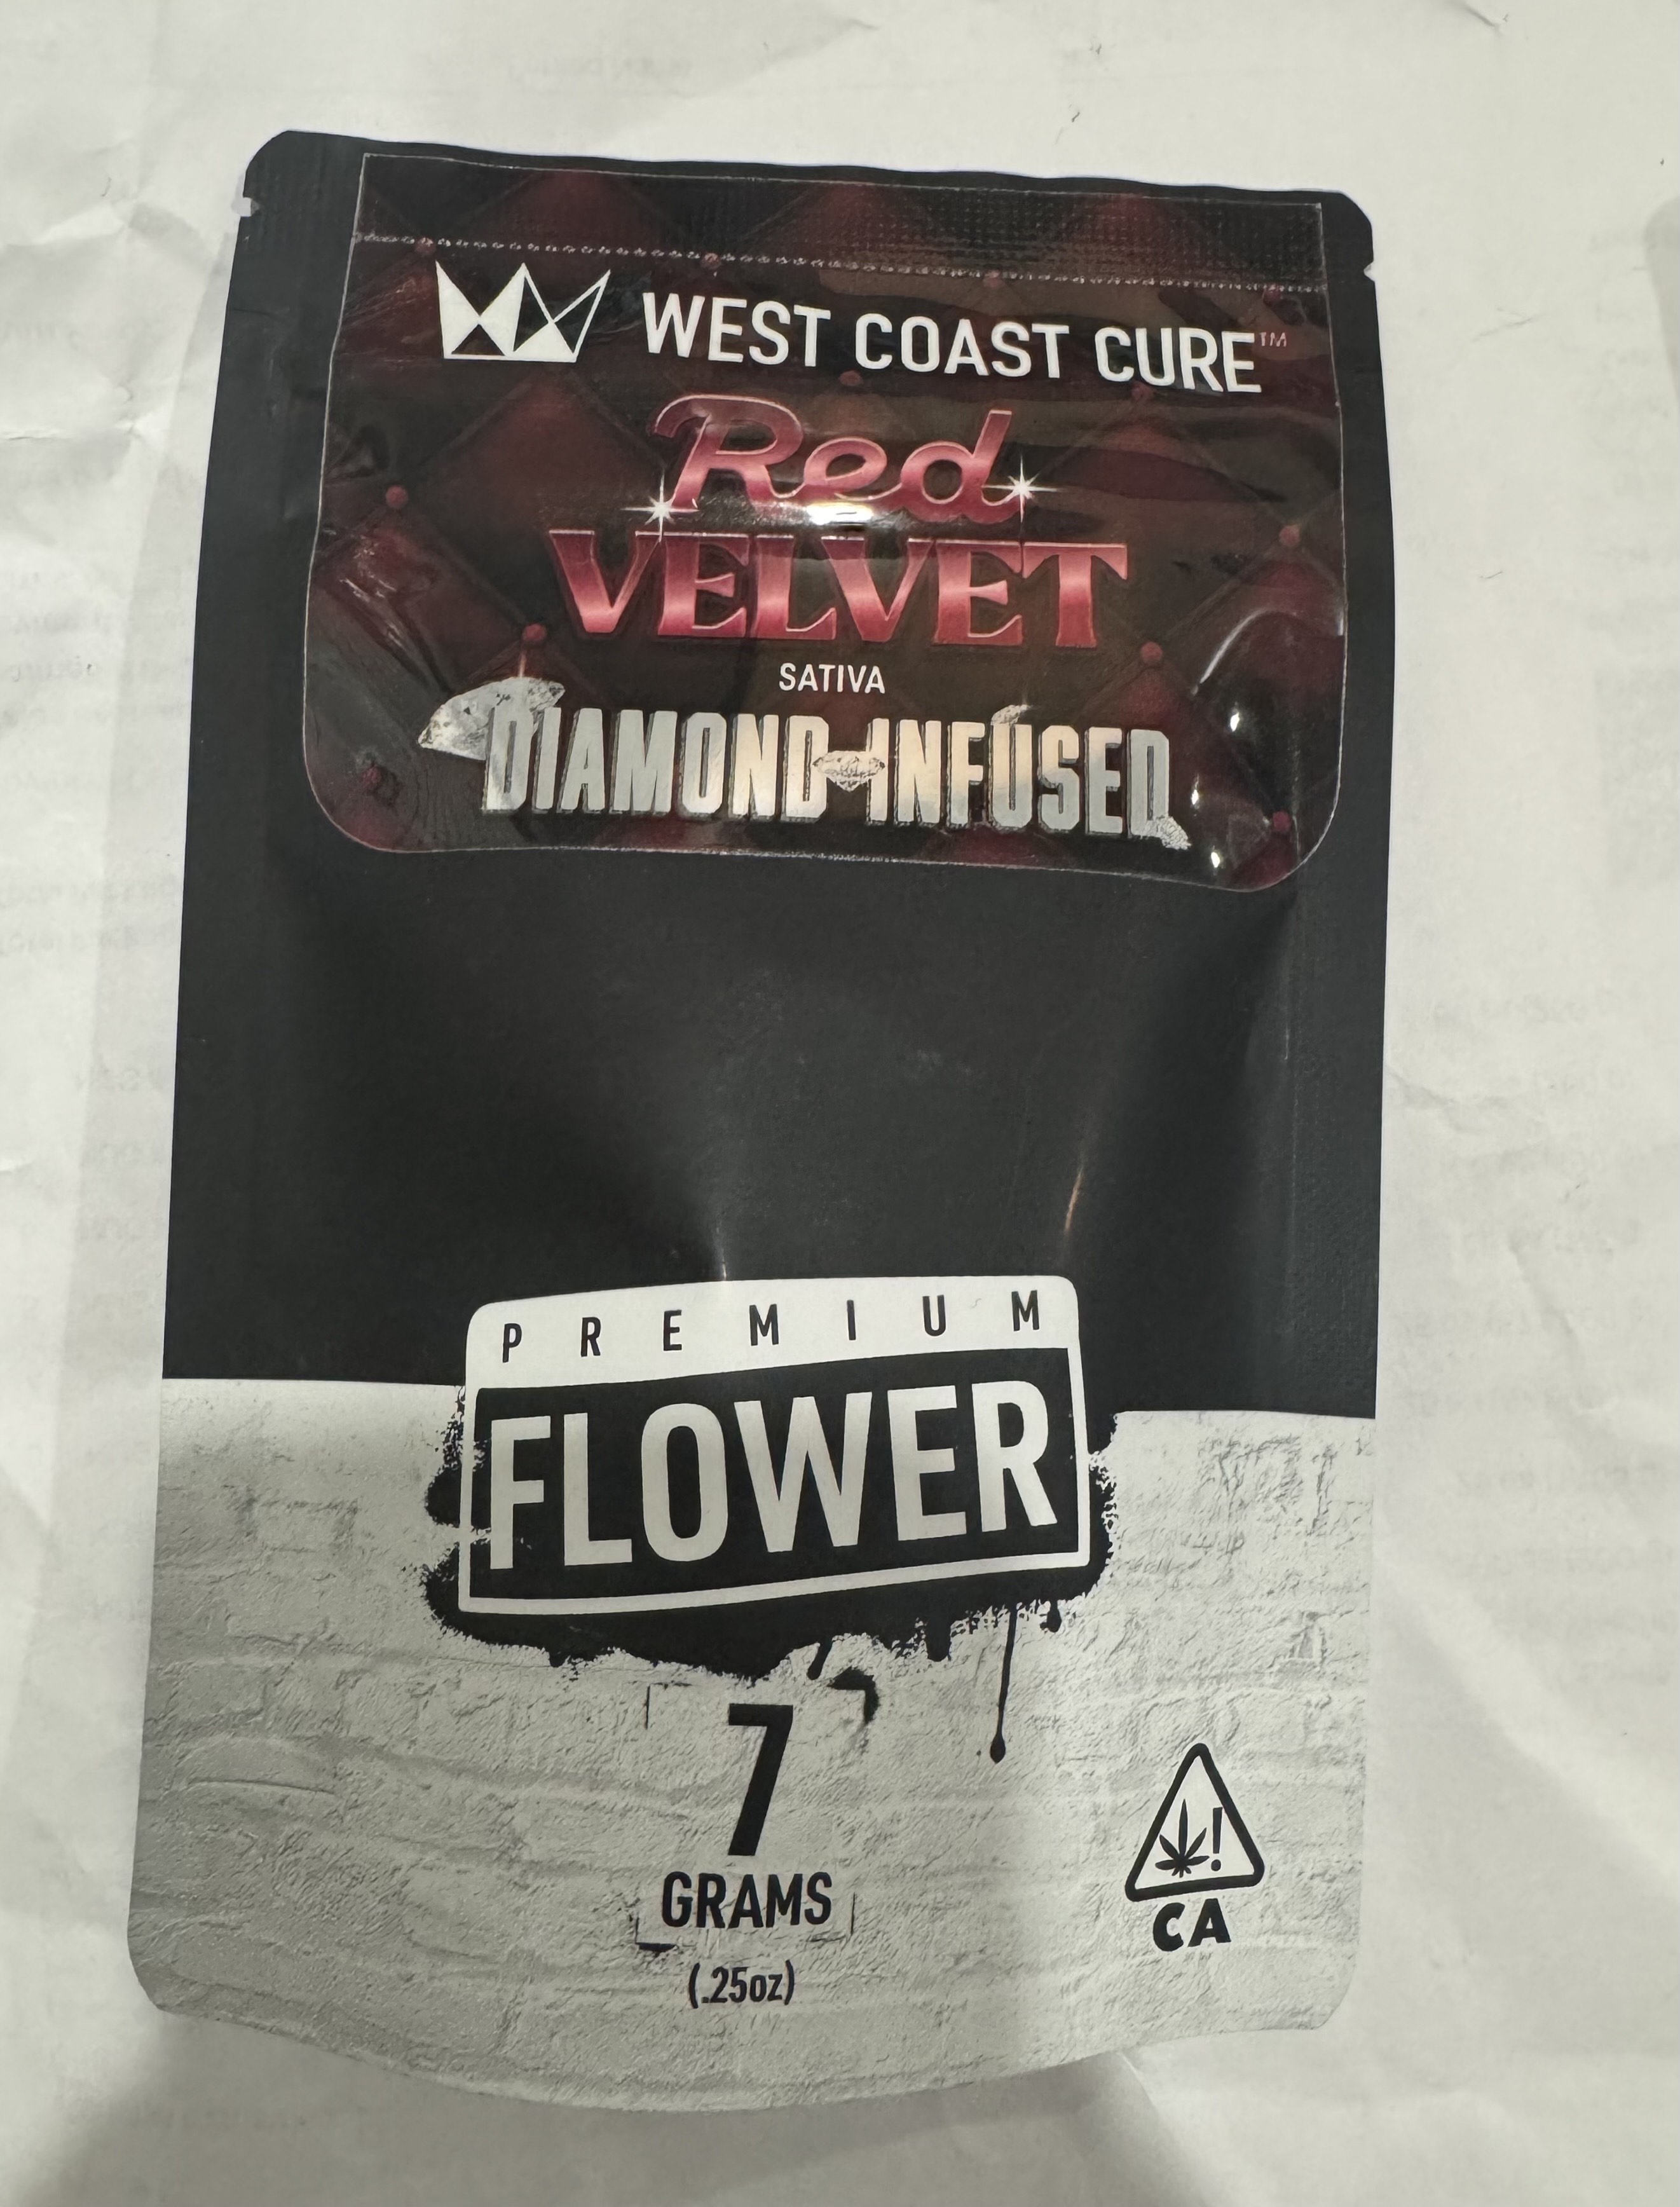 WEST COAST CURE™
Red
VELVET
SATIVA
DIAMOND-INFUSED
PREMIUM
FLOWER
7
GRAMS
(.25oz)
!
CA